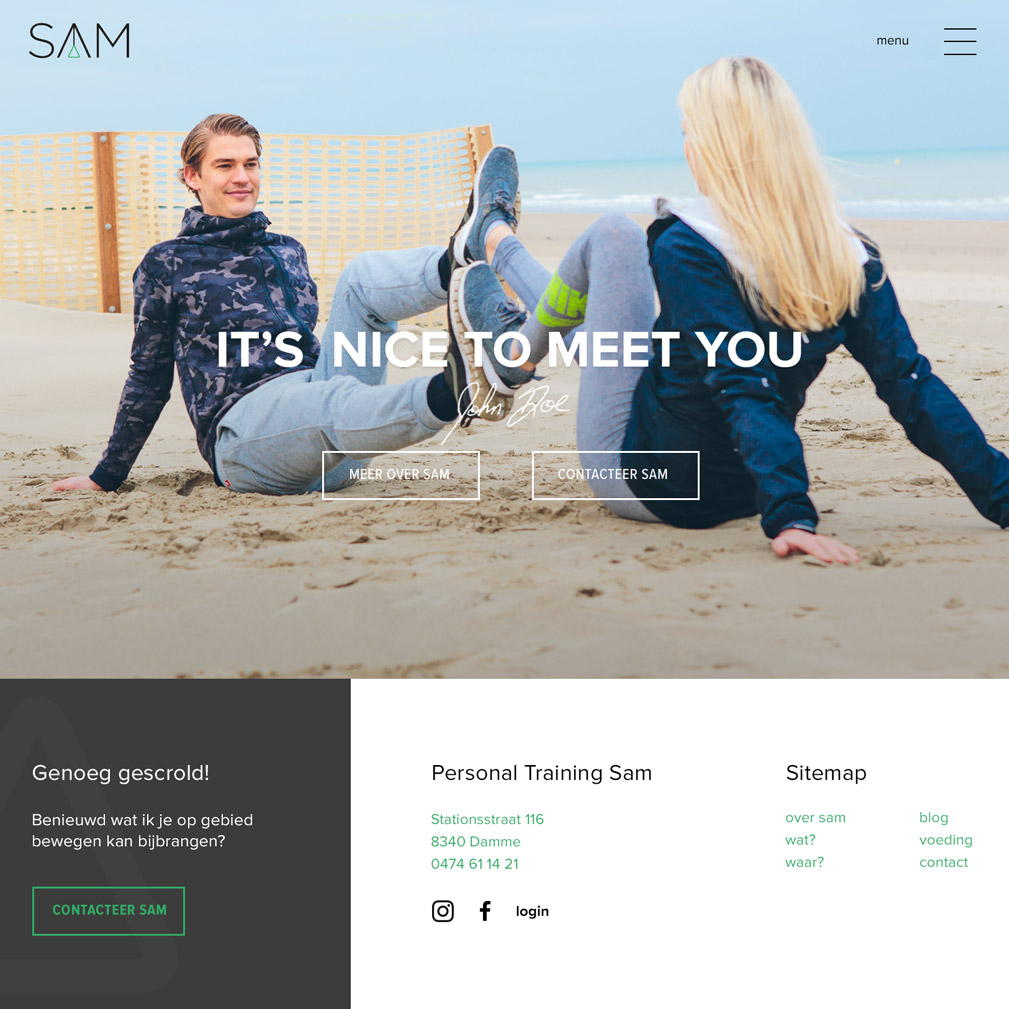 SAM
menu
IT'S NICE TO MEET YOU
John Doe
MEER OVER SAM
CONTACTEER SAM
Genoeg gescrold!
Benieuwd wat ik je op gebied
bewegen kan bijbrangen?
CONTACTEER SAM
Personal Training Sam
Stationsstraat 116
8340 Damme
0474 61 14 21
login
Sitemap
over sam
wat?
waar?
blog
voeding
contact